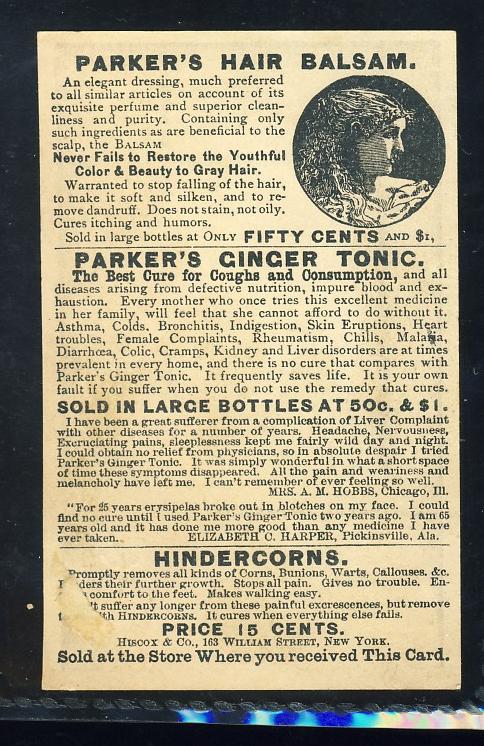 PARKER'S HAIR BALSAM.
An elegant dressing, much preferred
to all similar articles on account of its
exquisite perfume and superior clean-
liness and purity. Containing only
such ingredients as are beneficial to the
scalp, the BALSAM
Never Fails to Restore the Youthful
Color & Beauty to Gray Hair.
Warranted to stop falling of the hair,
to make it soft and silken, and to re-
move dandruff. Does not stain, not oily.
Cures itching and humors.
Sold in large bottles at ONLY FIFTY CENTS AND $1,
PARKER'S GINGER TONIC.
The Best Cure for Coughs and Consumption, and all
diseases arising from defective nutrition, impure blood and ex-
haustion. Every mother who once tries this excellent medicine
in her family, will feel that she cannot afford to do without it.
Asthma, Colds. Bronchitis, Indigestion, Skin Eruptions, Heart
troubles, Female Complaints, Rheumatism, Chills, Malaria,
Diarrhœa, Colic, Cramps, Kidney and Liver disorders are at times
prevalent in every home, and there is no cure that compares with
Parker's Ginger Tonic. It frequently saves life. It is your own
fault if you suffer when you do not use the remedy that cures.
SOLD IN LARGE BOTTLES AT 50c. & $1.
I have been a great sufferer from a complication of Liver Complaint
with other diseases for a number of years. Headache, Nervousness,
Excruciating pains, sleeplessness kept me fairly wild day and night.
I could obtain no relief from physicians, so in absolute despair I tried
Parker's Ginger Tonic. It was simply wonderful in what a short space
of time these symptoms disappeared. All the pain and weariness and
melancholy have left me. I can't remember of ever feeling so well.
MRS. A. M. HOBBS, Chicago, Ill.
"For 25 years erysipelas broke out in blotches on my face. I could
find no cure until I used Parker's Ginger Tonic two years ago. I am 65
years old and it has done me more good than any medicine I have
ever taken. ELIZABETH C. HARPER, Pickinsville, Ala.
HINDERCORNS.
Promptly removes all kinds of Corns, Bunions, Warts, Callouses. &c.
ders their further growth. Stops all pain. Gives no trouble. En-
comfort to the feet. Makes walking easy.
suffer any longer from these painful excrescences, but remove
HINDERCORNS. It cures when everything else fails.
PRICE 15 CENTS.
HISCOX & CO., 163 WILLIAM STREET, NEW YORK.
Sold at the Store Where you received This Card.